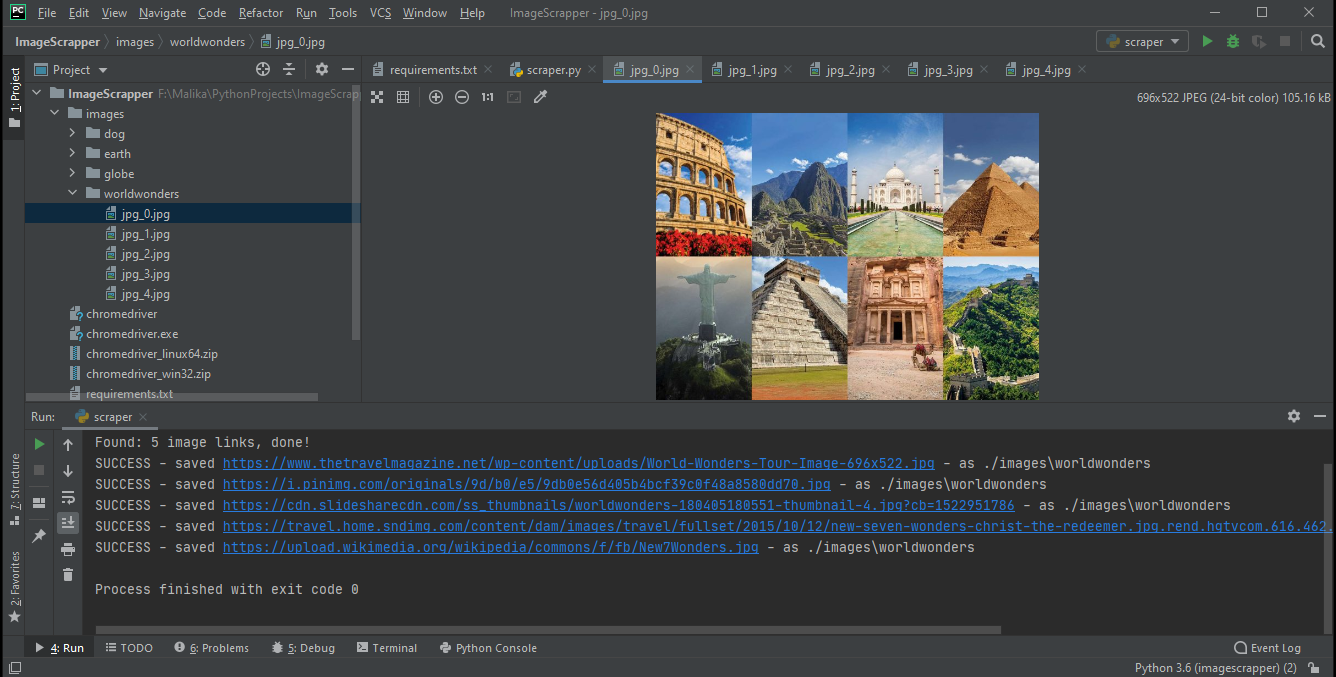 PC File Edit View Navigate Code Refactor Run Tools VCS Window Help ImageScrapper - jpg_0.jpg
ImageScrapper images worldwonders jpg_0.jpg scraper
1: Project
Project
requirements.txt scraper.py jpg_0.jpg jpg_1.jpg jpg_2.jpg jpg_3.jpg jpg_4.jpg
ImageScrapper F:\Malika\PythonProjects\ImageScrapp
1:1
696x522 JPEG (24-bit color) 105.16 kB
images
dog
earth
globe
worldwonders
jpg_0.jpg
jpg_1.jpg
jpg_2.jpg
jpg_3.jpg
jpg_4.jpg
chromedriver
chromedriver.exe
chromedriver_linux64.zip
chromedriver_win32.zip
requirements.txt
Run: scraper
Found: 5 image links, done!
SUCCESS - saved https://www.thetravelmagazine.net/wp-content/uploads/World-Wonders-Tour-Image-696x522.jpg - as ./images\worldwonders
SUCCESS - saved https://i.pinimg.com/originals/9d/b0/e5/9db0e56d405b4bcf39c0f48a8580dd70.jpg - as ./images\worldwonders
SUCCESS - saved https://cdn.slidesharecdn.com/ss_thumbnails/worldwonders-180405180551-thumbnail-4.jpg?cb=1522951786 - as ./images\worldwonders
SUCCESS - saved https://travel.home.sndimg.com/content/dam/images/travel/fullset/2015/10/12/new-seven-wonders-christ-the-redeemer.jpg.rend.hgtvcom.616.462.
SUCCESS - saved https://upload.wikimedia.org/wikipedia/commons/f/fb/New7Wonders.jpg - as ./images\worldwonders
Process finished with exit code 0
7: Structure
2: Favorites
4: Run TODO 6: Problems 5: Debug Terminal Python Console Event Log
Python 3.6 (imagescrapper) (2)